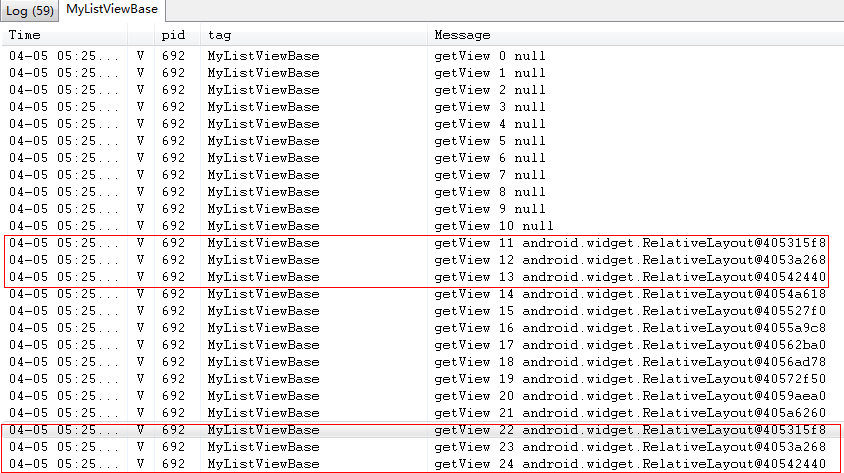 Log (59) MyListViewBase
Time pid tag Message
04-05 05:25... V 692 MyListViewBase getView 0 null
04-05 05:25... V 692 MyListViewBase getView 1 null
04-05 05:25... V 692 MyListViewBase getView 2 null
04-05 05:25... V 692 MyListViewBase getView 3 null
04-05 05:25... V 692 MyListViewBase getView 4 null
04-05 05:25... V 692 MyListViewBase getView 5 null
04-05 05:25... V 692 MyListViewBase getView 6 null
04-05 05:25... V 692 MyListViewBase getView 7 null
04-05 05:25... V 692 MyListViewBase getView 8 null
04-05 05:25... V 692 MyListViewBase getView 9 null
04-05 05:25... V 692 MyListViewBase getView 10 null
04-05 05:25... V 692 MyListViewBase getView 11 android.widget.RelativeLayout@405315f8
04-05 05:25... V 692 MyListViewBase getView 12 android.widget.RelativeLayout@4053a268
04-05 05:25... V 692 MyListViewBase getView 13 android.widget.RelativeLayout@40542440
04-05 05:25... V 692 MyListViewBase getView 14 android.widget.RelativeLayout@4054a618
04-05 05:25... V 692 MyListViewBase getView 15 android.widget.RelativeLayout@405527f0
04-05 05:25... V 692 MyListViewBase getView 16 android.widget.RelativeLayout@4055a9c8
04-05 05:25... V 692 MyListViewBase getView 17 android.widget.RelativeLayout@40562ba0
04-05 05:25... V 692 MyListViewBase getView 18 android.widget.RelativeLayout@4056ad78
04-05 05:25... V 692 MyListViewBase getView 19 android.widget.RelativeLayout@40572f50
04-05 05:25... V 692 MyListViewBase getView 20 android.widget.RelativeLayout@4059aea0
04-05 05:25... V 692 MyListViewBase getView 21 android.widget.RelativeLayout@405a6260
04-05 05:25... V 692 MyListViewBase getView 22 android.widget.RelativeLayout@405315f8
04-05 05:25... V 692 MyListViewBase getView 23 android.widget.RelativeLayout@4053a268
04-05 05:25... V 692 MyListViewBase getView 24 android.widget.RelativeLayout@40542440